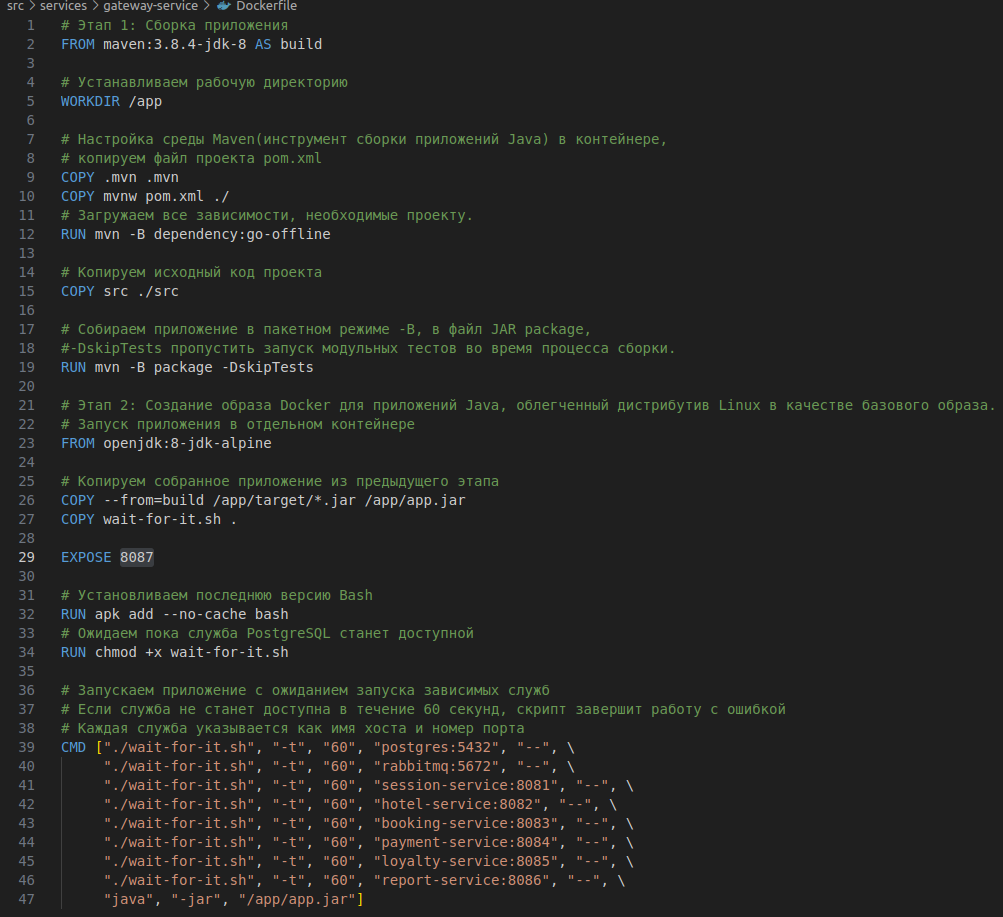 src > services > gateway-service > Dockerfile
1 # Этап 1: Сборка приложения
2 FROM maven:3.8.4-jdk-8 AS build
3
4 # Устанавливаем рабочую директорию
5 WORKDIR /app
6
7 # Настройка среды Maven(инструмент сборки приложений Java) в контейнере,
8 # копируем файл проекта pom.xml
9 COPY .mvn .mvn
10 COPY mvnw pom.xml ./
11 # Загружаем все зависимости, необходимые проекту.
12 RUN mvn -B dependency:go-offline
13
14 # Копируем исходный код проекта
15 COPY src ./src
16
17 # Собираем приложение в пакетном режиме -B, в файл JAR package,
18 #-DskipTests пропустить запуск модульных тестов во время процесса сборки.
19 RUN mvn -B package -DskipTests
20
21 # Этап 2: Создание образа Docker для приложений Java, облегченный дистрибутив Linux в качестве базового образа.
22 # Запуск приложения в отдельном контейнере
23 FROM openjdk:8-jdk-alpine
24
25 # Копируем собранное приложение из предыдущего этапа
26 COPY --from=build /app/target/*.jar /app/app.jar
27 COPY wait-for-it.sh .
28
29 EXPOSE 8087
30
31 # Устоновливаем последнюю версию Bash
32 RUN apk add --no-cache bash
33 # Ожидаем пока служба PostgreSQL станет доступной
34 RUN chmod +x wait-for-it.sh
35
36 # Запускаем приложение с ожиданием запуска зависимых служб
37 # Если служба не станет доступна в течение 60 секунд, скрипт завершит работу с ошибкой
38 # Каждая служба указывается как имя хоста и номер порта
39 CMD ["./wait-for-it.sh", "-t", "60", "postgres:5432", "--", \
40 "./wait-for-it.sh", "-t", "60", "rabbitmq:5672", "--", \
41 "./wait-for-it.sh", "-t", "60", "session-service:8081", "--", \
42 "./wait-for-it.sh", "-t", "60", "hotel-service:8082", "--", \
43 "./wait-for-it.sh", "-t", "60", "booking-service:8083", "--", \
44 "./wait-for-it.sh", "-t", "60", "payment-service:8084", "--", \
45 "./wait-for-it.sh", "-t", "60", "loyalty-service:8085", "--", \
46 "./wait-for-it.sh", "-t", "60", "report-service:8086", "--", \
47 "java", "-jar", "/app/app.jar"]